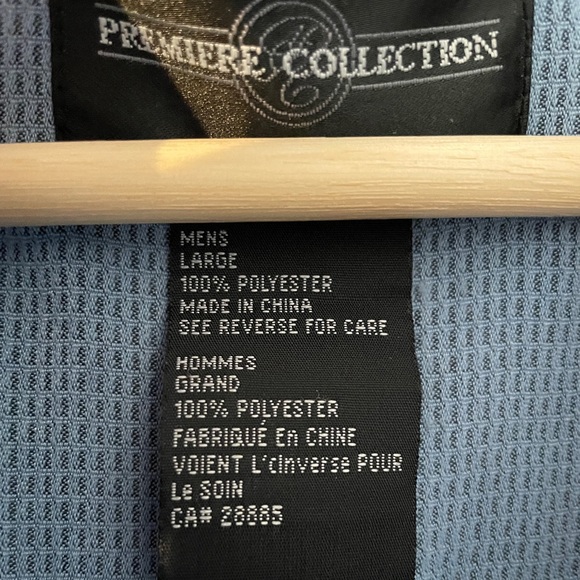 PREMIERE COLLECTION
MENS
LARGE
100% POLYESTER
MADE IN CHINA
SEE REVERSE FOR CARE
HOMMES
GRAND
100% POLYESTER
FABRIQUÉ En CHINE
VOIENT L'cinverse POUR
Le SOIN
CA# 28885